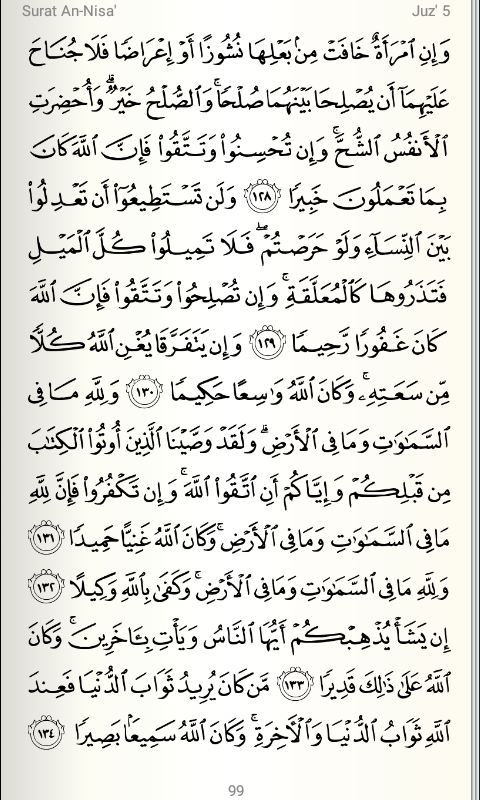 Surat An-Nisa'
Juz' 5
وَإِنِ ٱمْرَأَةٌ خَافَتْ مِنۢ بَعْلِهَا نُشُوزًا أَوْ إِعْرَاضًا فَلَا جُنَاحَ
عَلَيْهِمَآ أَن يُصْلِحَا بَيْنَهُمَا صُلْحًا ۚ وَٱلصُّلْحُ خَيْرٌ ۗ وَأُحْضِرَتِ
ٱلْأَنفُسُ ٱلشُّحَّ ۚ وَإِن تُحْسِنُوا۟ وَتَتَّقُوا۟ فَإِنَّ ٱللَّهَ كَانَ
بِمَا تَعْمَلُونَ خَبِيرًا ١٢٨ وَلَن تَسْتَطِيعُوٓا۟ أَن تَعْدِلُوا۟
بَيْنَ ٱلنِّسَآءِ وَلَوْ حَرَصْتُمْ ۖ فَلَا تَمِيلُوا۟ كُلَّ ٱلْمَيْلِ
فَتَذَرُوهَا كَٱلْمُعَلَّقَةِ ۚ وَإِن تُصْلِحُوا۟ وَتَتَّقُوا۟ فَإِنَّ ٱللَّهَ
كَانَ غَفُورًا رَّحِيمًا ١٢٩ وَإِن يَتَفَرَّقَا يُغْنِ ٱللَّهُ كُلًّا
مِّن سَعَتِهِۦ ۚ وَكَانَ ٱللَّهُ وَٰسِعًا حَكِيمًا ١٣٠ وَلِلَّهِ مَا فِى
ٱلسَّمَٰوَٰتِ وَمَا فِى ٱلْأَرْضِ ۗ وَلَقَدْ وَصَّيْنَا ٱلَّذِينَ أُوتُوا۟ ٱلْكِتَٰبَ
مِن قَبْلِكُمْ وَإِيَّاكُمْ أَنِ ٱتَّقُوا۟ ٱللَّهَ ۚ وَإِن تَكْفُرُوا۟ فَإِنَّ لِلَّهِ
مَا فِى ٱلسَّمَٰوَٰتِ وَمَا فِى ٱلْأَرْضِ ۚ وَكَانَ ٱللَّهُ غَنِيًّا حَمِيدًا ١٣١
وَلِلَّهِ مَا فِى ٱلسَّمَٰوَٰتِ وَمَا فِى ٱلْأَرْضِ ۚ وَكَفَىٰ بِٱللَّهِ وَكِيلًا ١٣٢
إِن يَشَأْ يُذْهِبْكُمْ أَيُّهَا ٱلنَّاسُ وَيَأْتِ بِـَٔاخَرِينَ ۚ وَكَانَ
ٱللَّهُ عَلَىٰ ذَٰلِكَ قَدِيرًا ١٣٣ مَّن كَانَ يُرِيدُ ثَوَابَ ٱلدُّنْيَا فَعِندَ
ٱللَّهِ ثَوَابُ ٱلدُّنْيَا وَٱلْـَٔاخِرَةِ ۚ وَكَانَ ٱللَّهُ سَمِيعًۢا بَصِيرًا ١٣٤
99